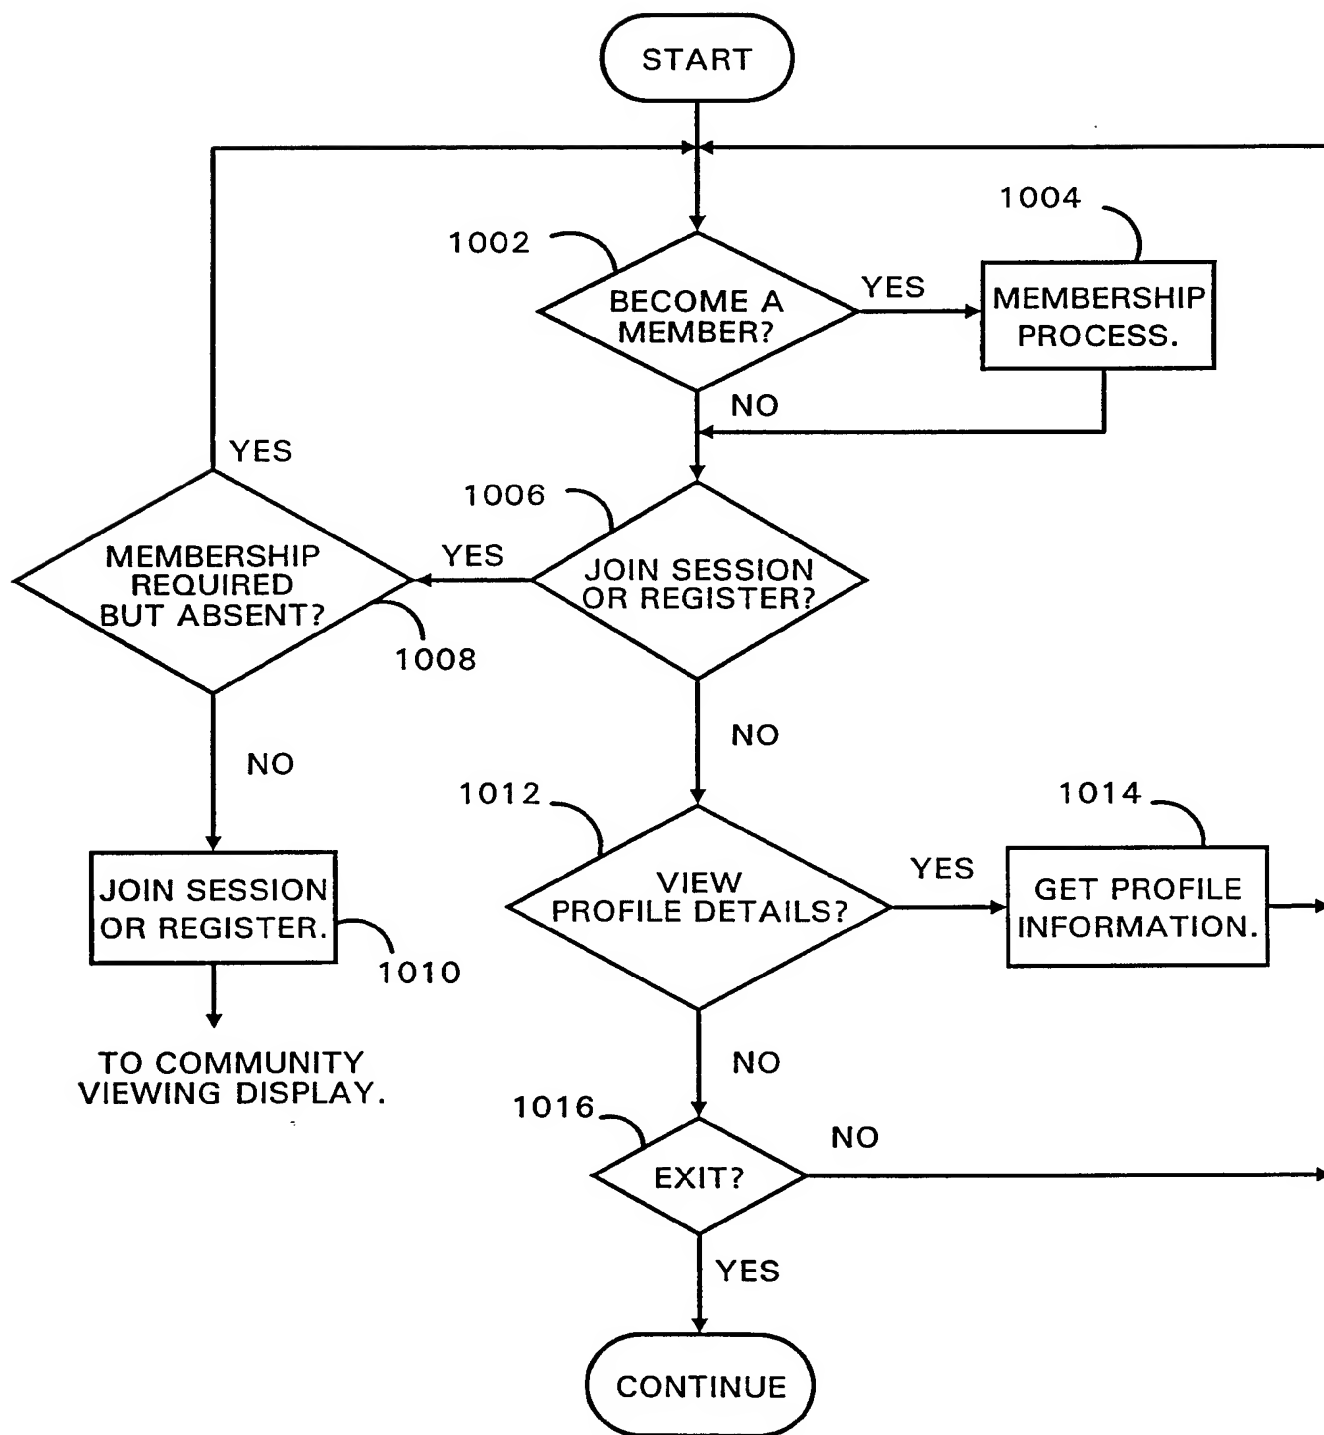 START
1004
1002
YES
BECOME A
MEMBER?
MEMBERSHIP
PROCESS.
NO
YES
1006
YES
MEMBERSHIP
REQUIRED
BUT ABSENT?
JOIN SESSION
OR REGISTER?
1008
NO
NO
1012
1014
YES
VIEW
PROFILE DETAILS?
GET PROFILE
INFORMATION.
JOIN SESSION
OR REGISTER.
1010
TO COMMUNITY
VIEWING DISPLAY.
NO
1016
NO
EXIT?
YES
CONTINUE